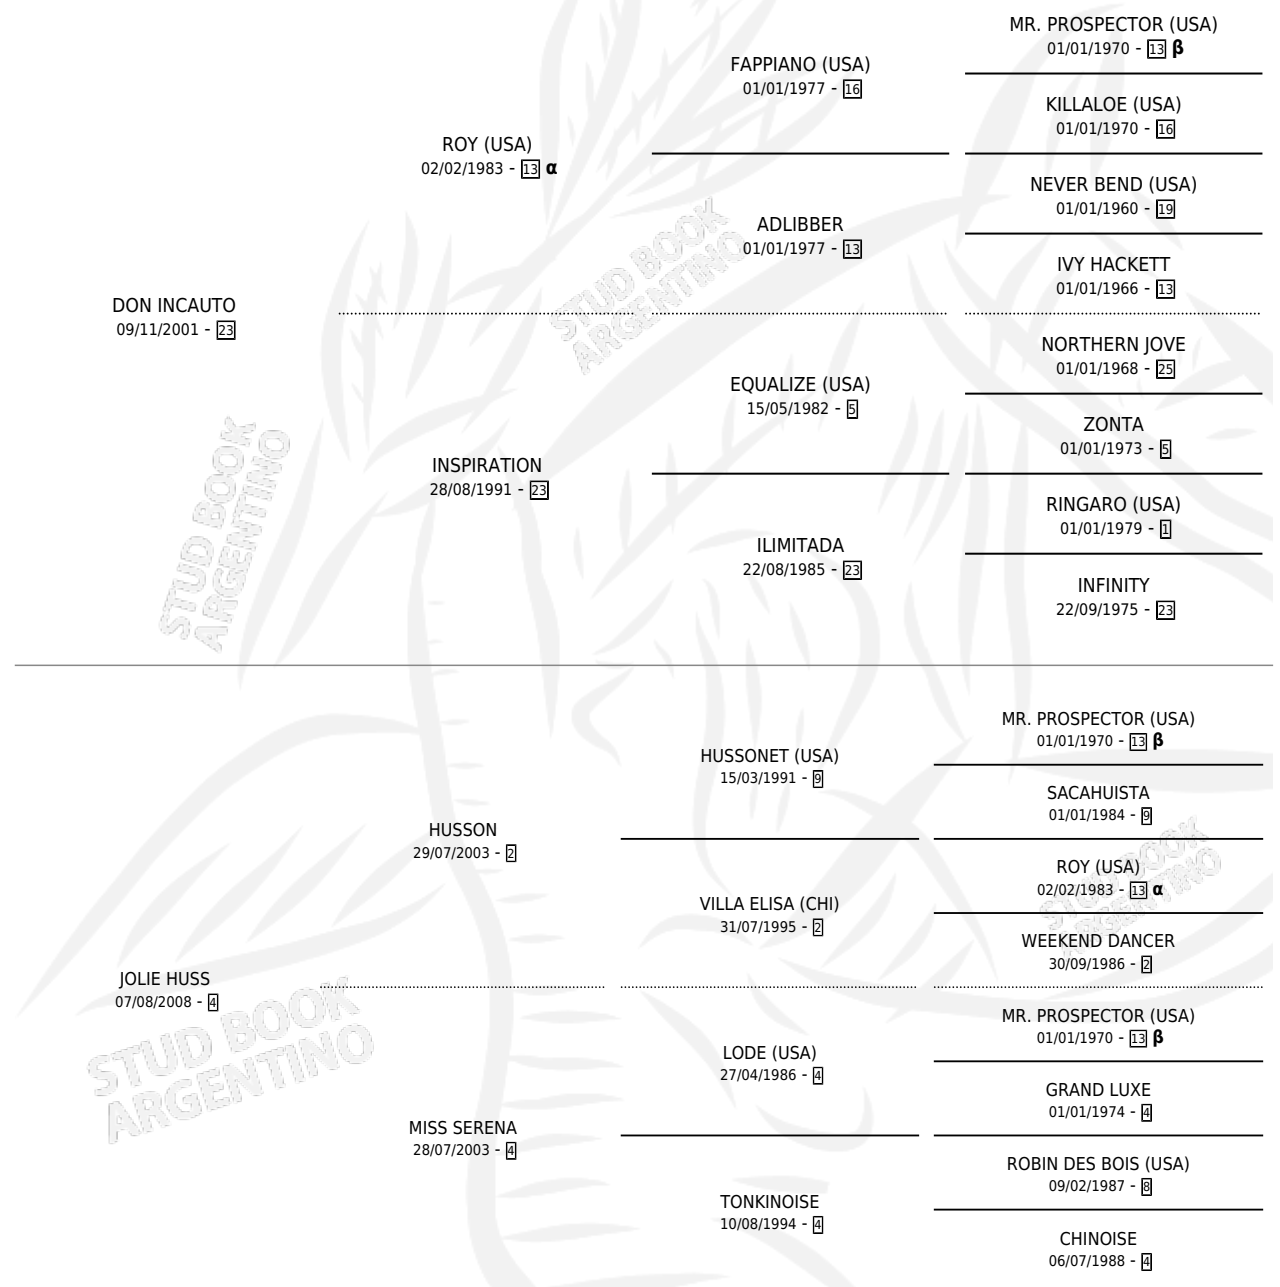 MR. PROSPECTOR (USA)
01/01/1970 - 13 β
FAPPIANO (USA)
01/01/1977 - 16
KILLALOE (USA)
01/01/1970 - 16
ROY (USA)
02/02/1983 - 13 α
NEVER BEND (USA)
01/01/1960 - 19
ADLIBBER
01/01/1977 - 13
IVY HACKETT
01/01/1966 - 13
STUD BOOK
ARGENTINO
DON INCAUTO
09/11/2001 - 23
NORTHERN JOVE
01/01/1968 - 25
EQUALIZE (USA)
15/05/1982 - 5
ZONTA
01/01/1973 - 5
INSPIRATION
28/08/1991 - 23
RINGARO (USA)
01/01/1979 - 1
ILIMITADA
22/08/1985 - 23
INFINITY
22/09/1975 - 23
STUD BOOK
ARGENTINO
MR. PROSPECTOR (USA)
01/01/1970 - 13 β
HUSSONET (USA)
15/03/1991 - 9
SACAHUISTA
01/01/1984 - 9
HUSSON
29/07/2003 - 2
ROY (USA)
02/02/1983 - 13 α
VILLA ELISA (CHI)
31/07/1995 - 2
WEEKEND DANCER
30/09/1986 - 2
STUD BOOK
ARGENTINO
JOLIE HUSS
07/08/2008 - 4
MR. PROSPECTOR (USA)
01/01/1970 - 13 β
LODE (USA)
27/04/1986 - 4
GRAND LUXE
01/01/1974 - 4
STUD BOOK
ARGENTINO
MISS SERENA
28/07/2003 - 4
ROBIN DES BOIS (USA)
09/02/1987 - 8
TONKINOISE
10/08/1994 - 4
CHINOISE
06/07/1988 - 4